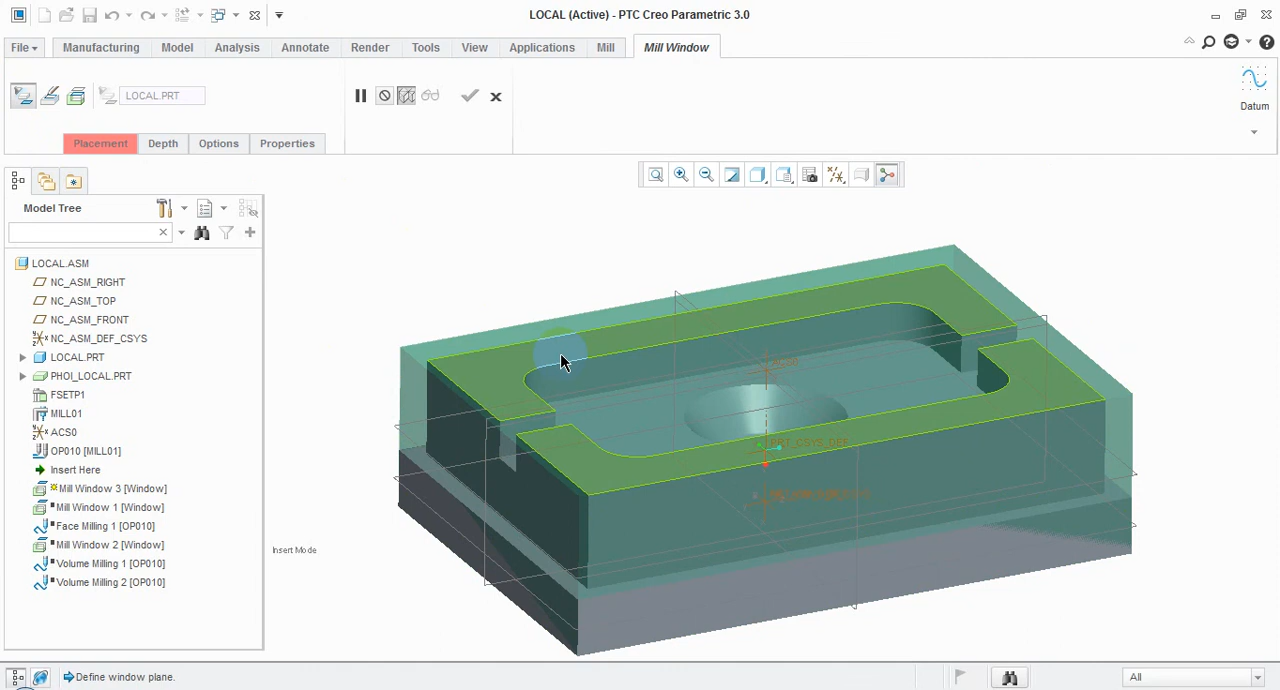 LOCAL (Active) - PTC Creo Parametric 3.0
File Manufacturing Model Analysis Annotate Render Tools View Applications Mill Mill Window
LOCAL.PRT
Datum
Placement Depth Options Properties
Model Tree
LOCAL.ASM
NC_ASM_RIGHT
NC_ASM_TOP
NC_ASM_FRONT
NC_ASM_DEF_CSYS
LOCAL.PRT
PHOI_LOCAL.PRT
FSETP1
MILL01
ACS0
OP010 [MILL01]
Insert Here
Mill Window 3 [Window]
Mill Window 1 [Window]
Face Milling 1 [OP010]
Mill Window 2 [Window]
Volume Milling 1 [OP010]
Volume Milling 2 [OP010]
Insert Mode
ACS0
PRT_CSYS_DEF
Define window plane.
All